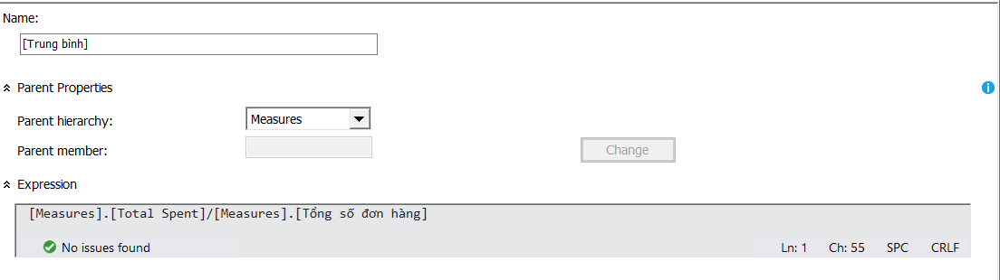 Name:
[Trung bình]
Parent Properties
Parent hierarchy: Measures
Parent member: Change
Expression
[Measures].[Total Spent]/[Measures].[Tổng số đơn hàng]
No issues found Ln: 1 Ch: 55 SPC CRLF